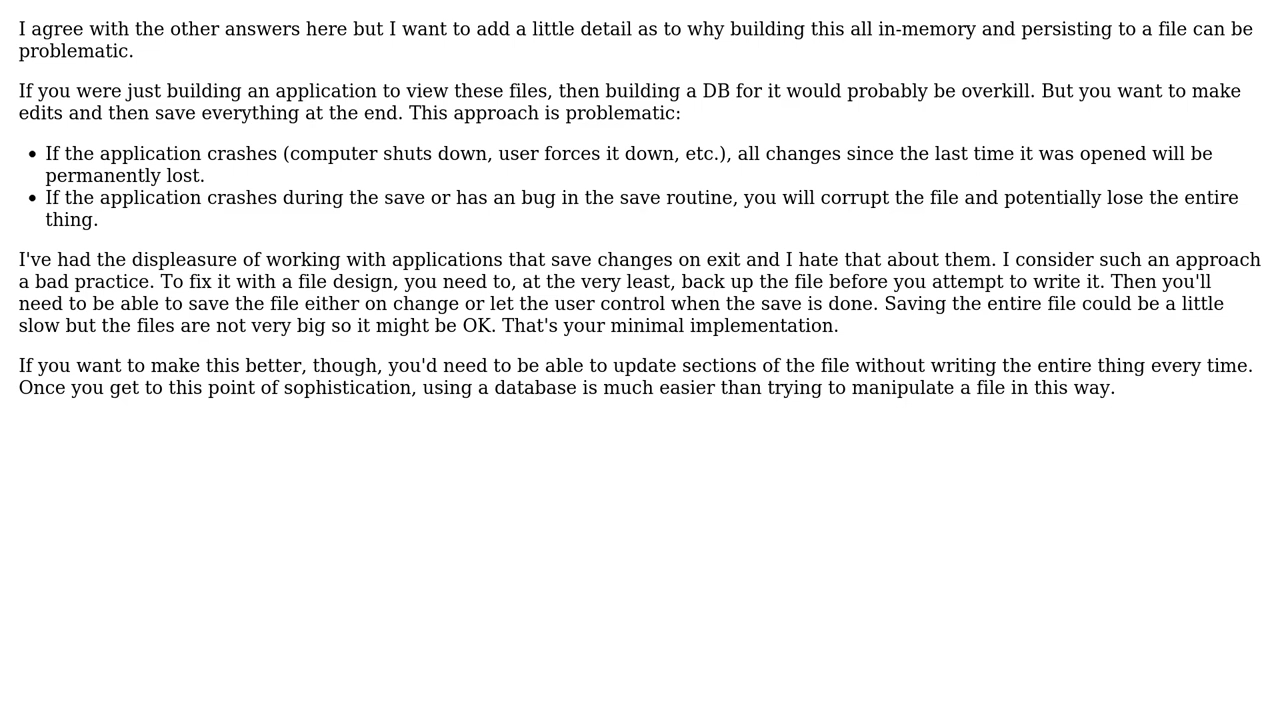 I agree with the other answers here but I want to add a little detail as to why building this all in-memory and persisting to a file can be
problematic.
If you were just building an application to view these files, then building a DB for it would probably be overkill. But you want to make
edits and then save everything at the end. This approach is problematic:
• If the application crashes (computer shuts down, user forces it down, etc.), all changes since the last time it was opened will be
permanently lost.
• If the application crashes during the save or has an bug in the save routine, you will corrupt the file and potentially lose the entire
thing.
I've had the displeasure of working with applications that save changes on exit and I hate that about them. I consider such an approach
a bad practice. To fix it with a file design, you need to, at the very least, back up the file before you attempt to write it. Then you'll
need to be able to save the file either on change or let the user control when the save is done. Saving the entire file could be a little
slow but the files are not very big so it might be OK. That's your minimal implementation.
If you want to make this better, though, you'd need to be able to update sections of the file without writing the entire thing every time.
Once you get to this point of sophistication, using a database is much easier than trying to manipulate a file in this way.